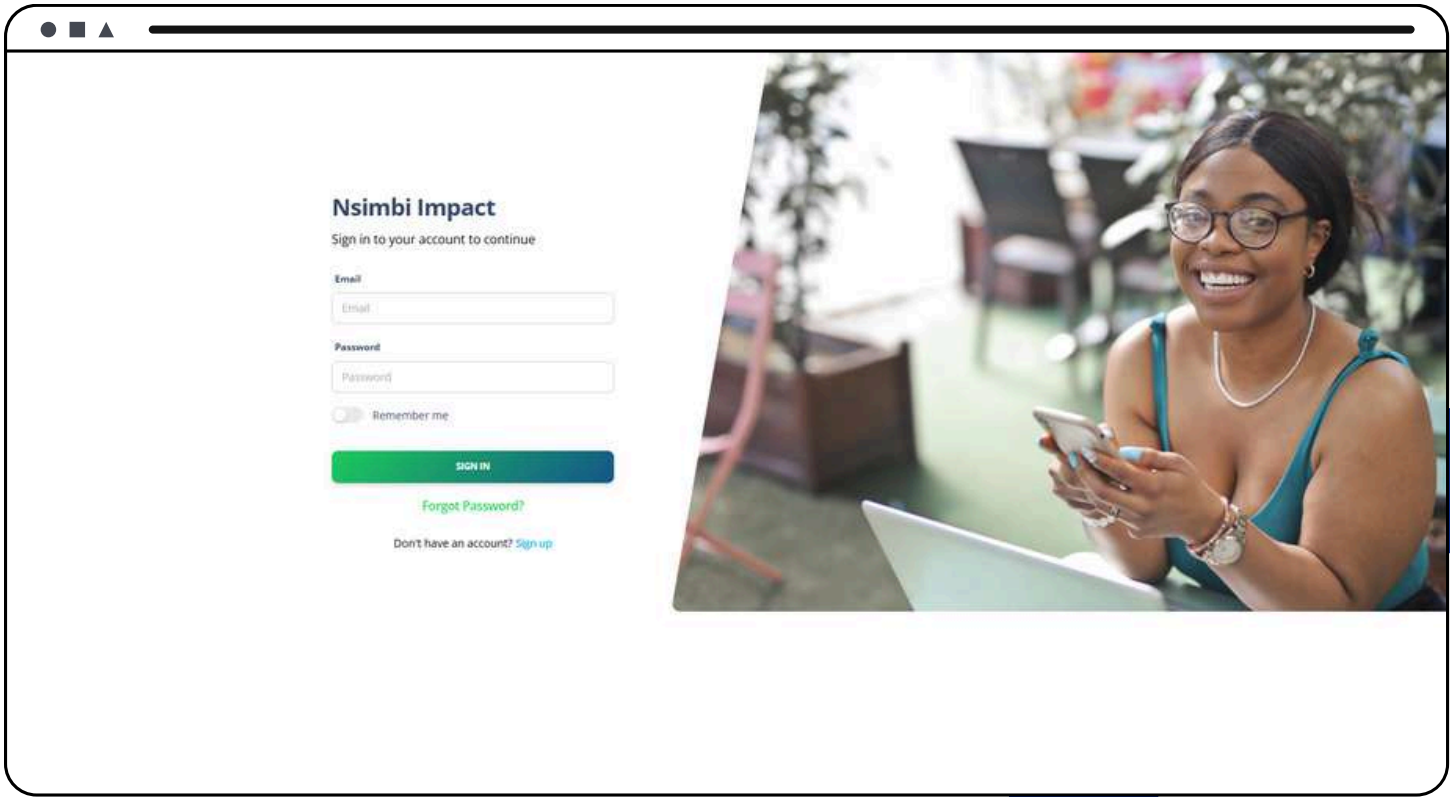 Nsimbi Impact
Sign in to your account to continue
Email
Email
Password
Password
Remember me
SIGN IN
Forgot Password?
Don't have an account? Sign up